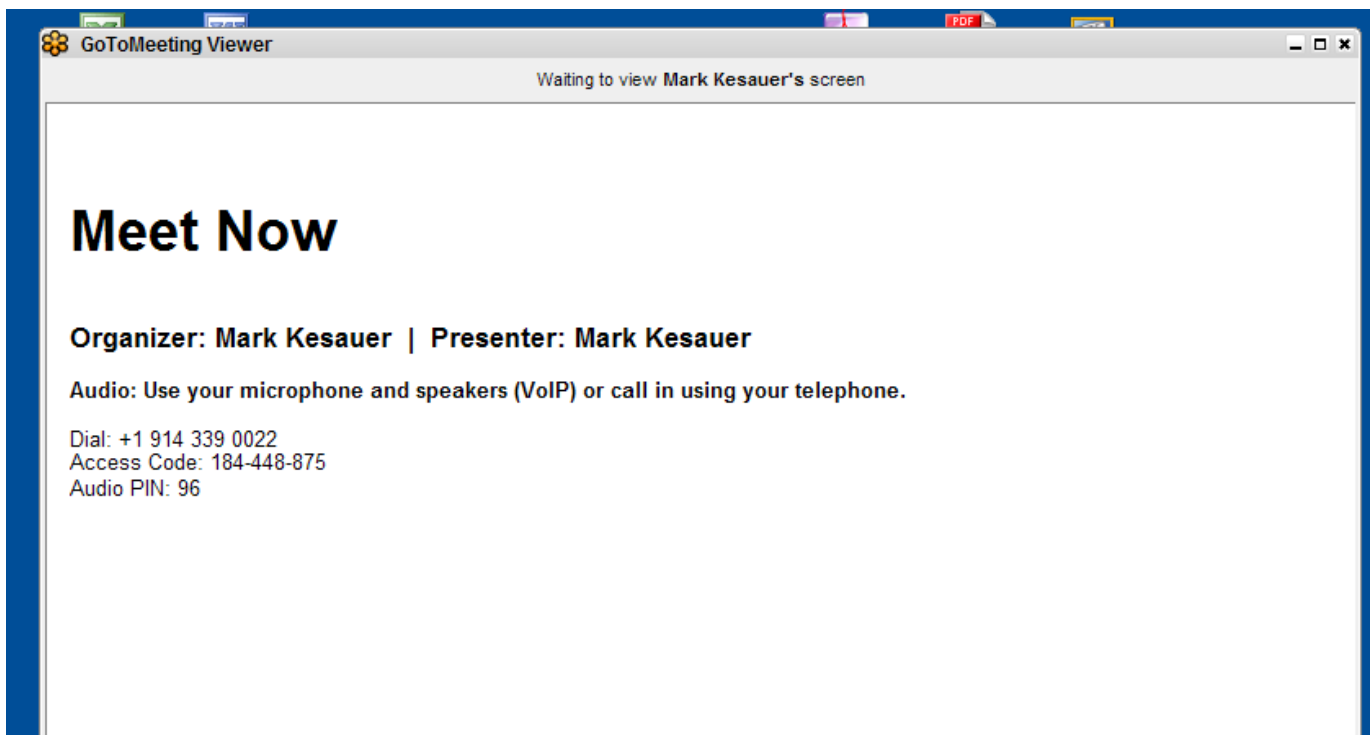 PDF
GoToMeeting Viewer
Waiting to view Mark Kesauer's screen
Meet Now
Organizer: Mark Kesauer | Presenter: Mark Kesauer
Audio: Use your microphone and speakers (VoIP) or call in using your telephone.
Dial: +1 914 339 0022
Access Code: 184-448-875
Audio PIN: 96